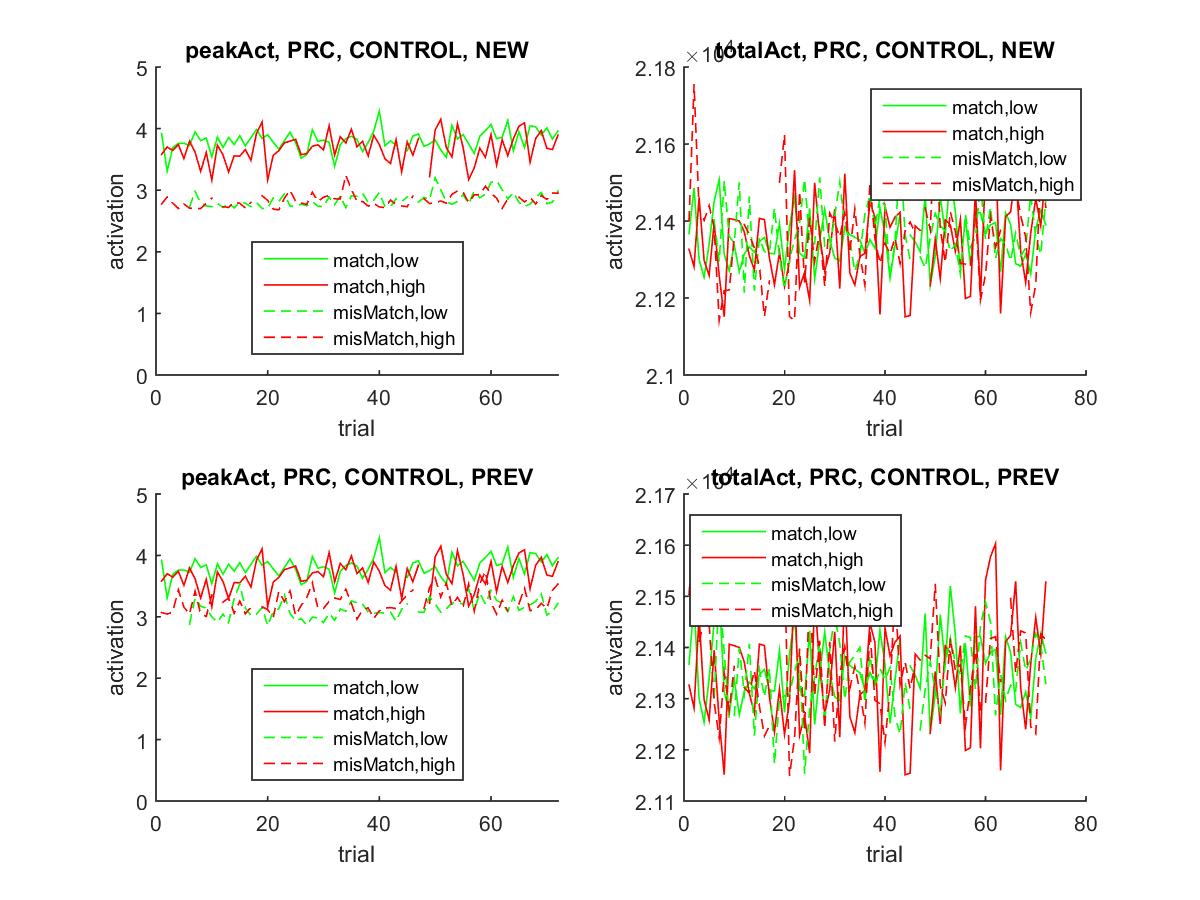 peakAct, PRC, CONTROL, NEW
5
4
3
2
1
0
activation
match,low
match,high
misMatch,low
misMatch,high
0 20 40 60
trial
×10⁴
totalAct, PRC, CONTROL, NEW
2.18
2.16
2.14
2.12
2.1
activation
match,low
match,high
misMatch,low
misMatch,high
0 20 40 60 80
trial
peakAct, PRC, CONTROL, PREV
5
4
3
2
1
0
activation
match,low
match,high
misMatch,low
misMatch,high
0 20 40 60
trial
×10⁴
totalAct, PRC, CONTROL, PREV
2.17
2.16
2.15
2.14
2.13
2.12
2.11
activation
match,low
match,high
misMatch,low
misMatch,high
0 20 40 60 80
trial